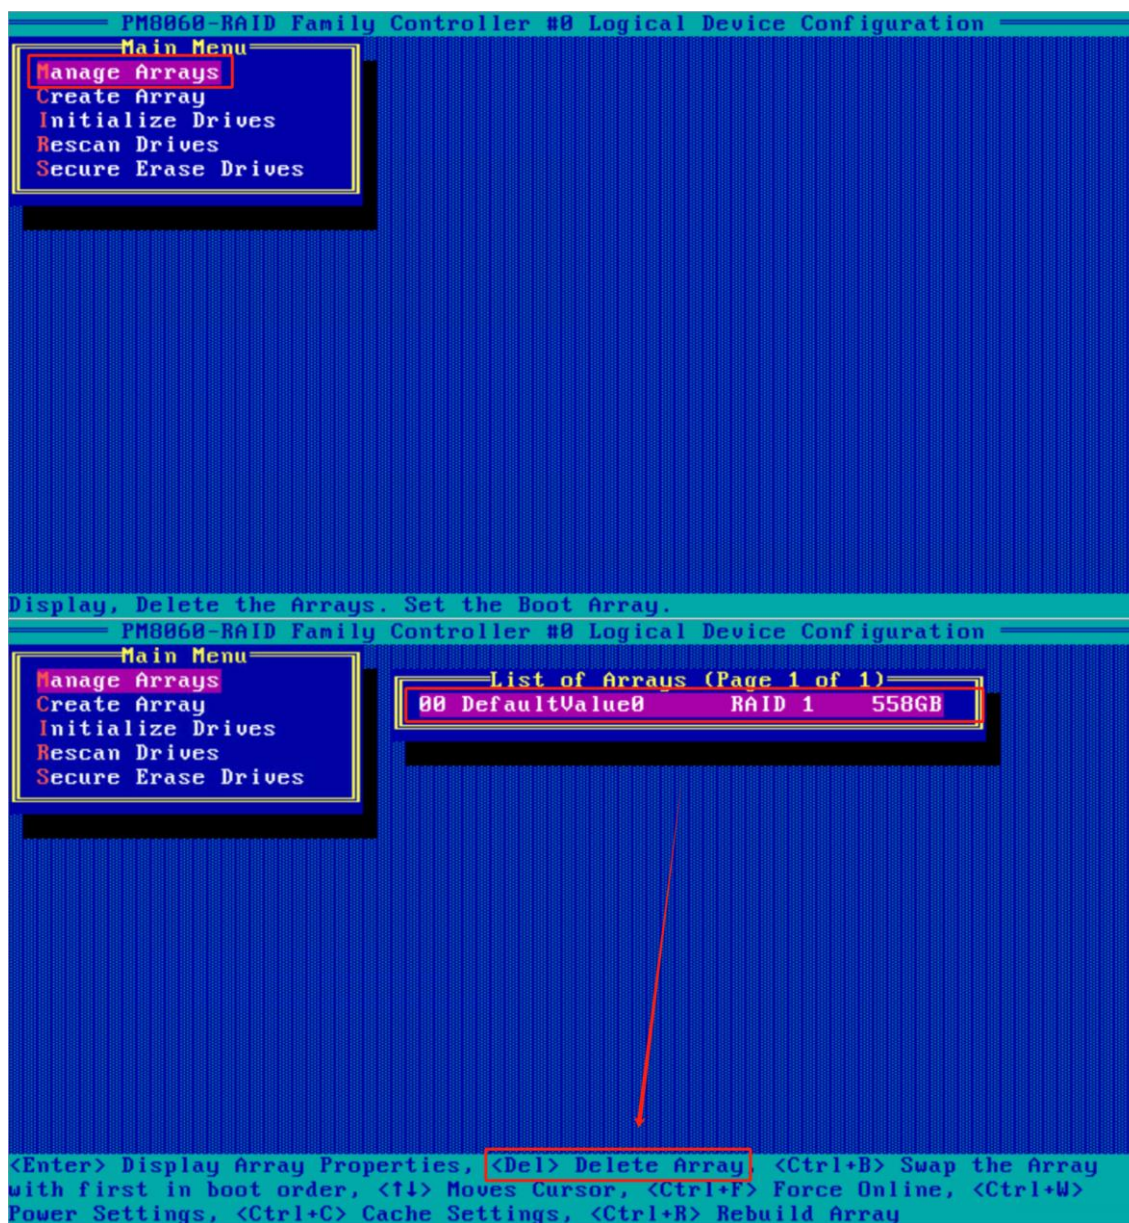 PM8060-RAID Family Controller #0 Logical Device Configuration
Main Menu
Manage Arrays
Create Array
Initialize Drives
Rescan Drives
Secure Erase Drives
Display, Delete the Arrays. Set the Boot Array.
PM8060-RAID Family Controller #0 Logical Device Configuration
Main Menu
Manage Arrays
Create Array
Initialize Drives
Rescan Drives
Secure Erase Drives
List of Arrays (Page 1 of 1)
00 DefaultValue0 RAID 1 558GB
<Enter> Display Array Properties, <Del> Delete Array, <Ctrl+B> Swap the Array
with first in boot order, <↑↓> Moves Cursor, <Ctrl+F> Force Online, <Ctrl+W>
Power Settings, <Ctrl+C> Cache Settings, <Ctrl+R> Rebuild Array